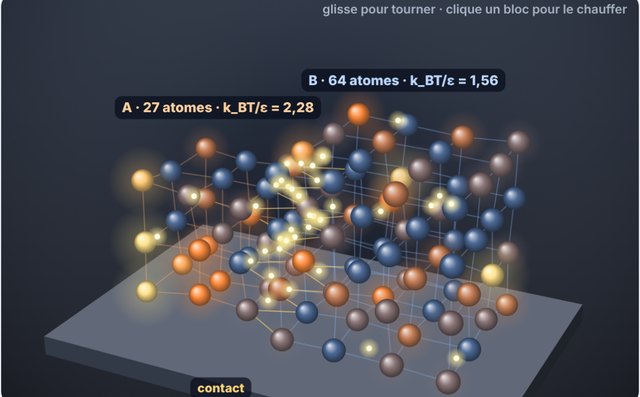 glisse pour tourner · clique un bloc pour le chauffer
B · 64 atomes · k_BT/ε = 1,56
A · 27 atomes · k_BT/ε = 2,28
contact